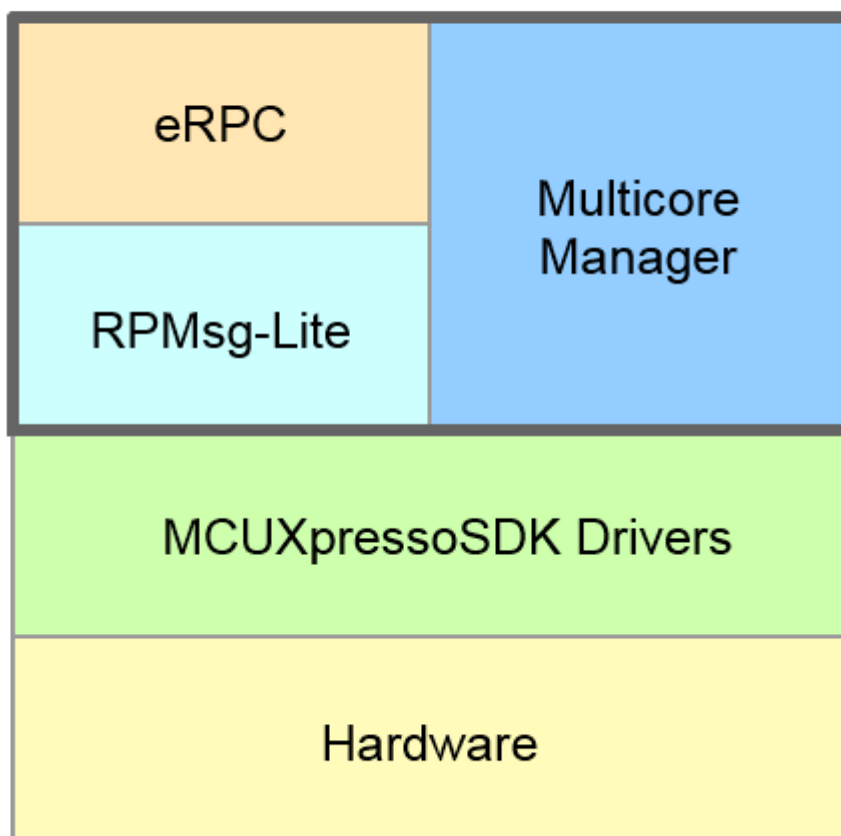 eRPC
Multicore
Manager
RPMsg-Lite
MCUXpressoSDK Drivers
Hardware